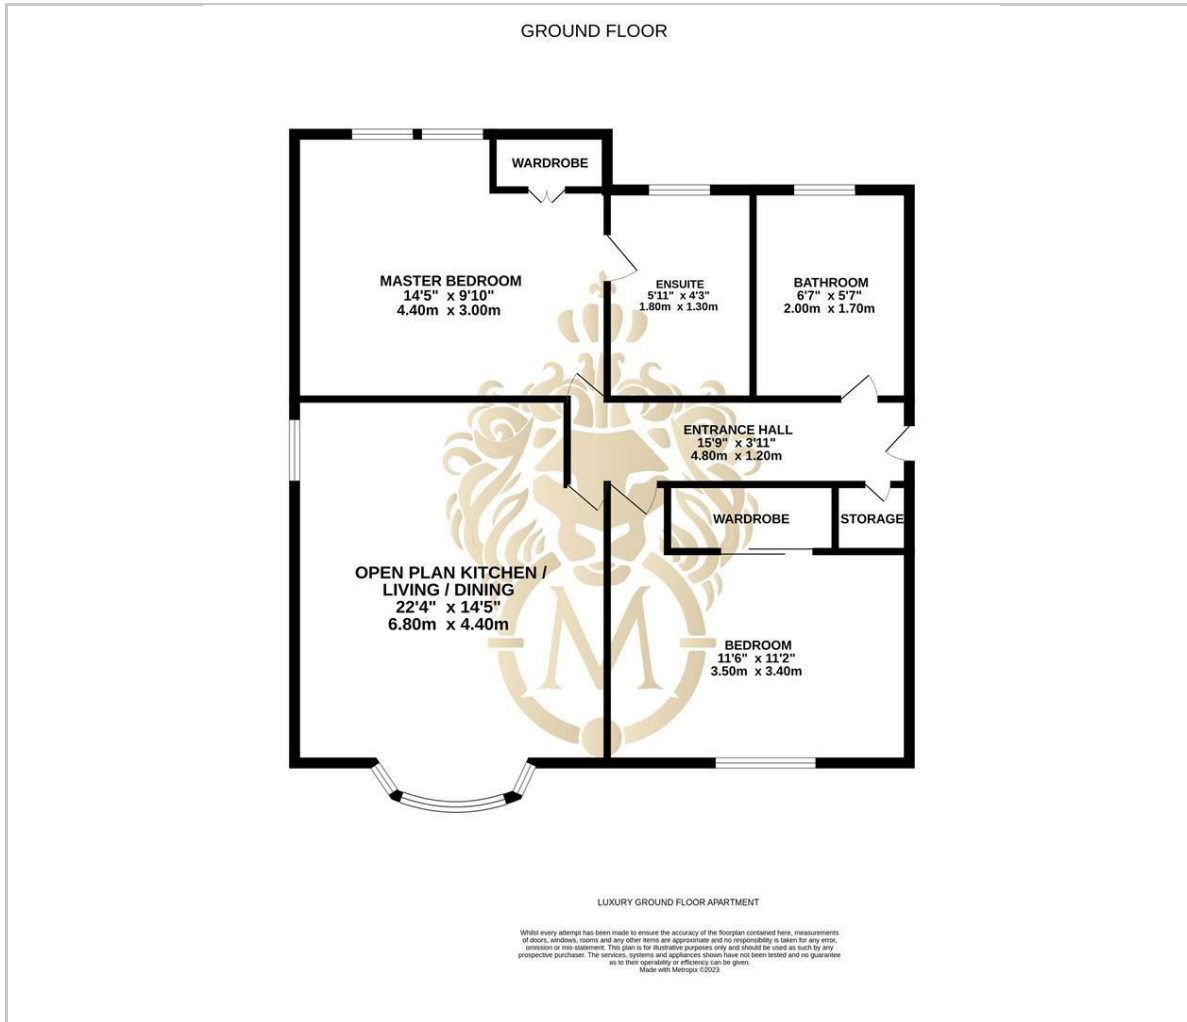 GROUND FLOOR
WARDROBE
MASTER BEDROOM
14'5" x 9'10"
4.40m x 3.00m
ENSUITE
5'11" x 4'3"
1.80m x 1.30m
BATHROOM
6'7" x 5'7"
2.00m x 1.70m
ENTRANCE HALL
15'9" x 3'11"
4.80m x 1.20m
WARDROBE
STORAGE
OPEN PLAN KITCHEN /
LIVING / DINING
22'4" x 14'5"
6.80m x 4.40m
M
BEDROOM
11'6" x 11'2"
3.50m x 3.40m
LUXURY GROUND FLOOR APARTMENT
Whilst every attempt has been made to ensure the accuracy of the floorplan contained here, measurements
of doors, windows, rooms and any other items are approximate and no responsibility is taken for any error,
omission or mis-statement. This plan is for illustrative purposes only and should be used as such by any
prospective purchaser. The services, systems and appliances shown have not been tested and no guarantee
as to their operability or efficiency can be given.
Made with Metropix ©2023